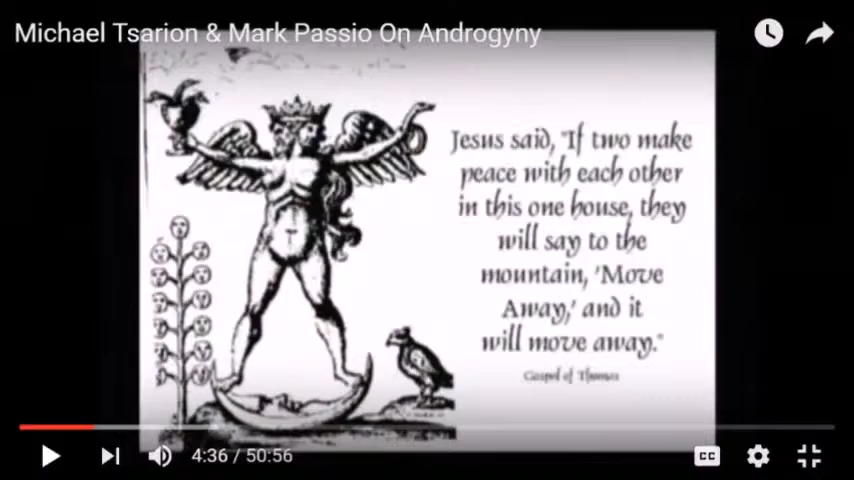 Michael Tsarion & Mark Passio On Androgyny
Jesus said, "If two make
peace with each other
in this one house, they
will say to the
mountain, 'Move
Away,' and it
will move away."
Gospel of Thomas
4:36 / 50:56
CC